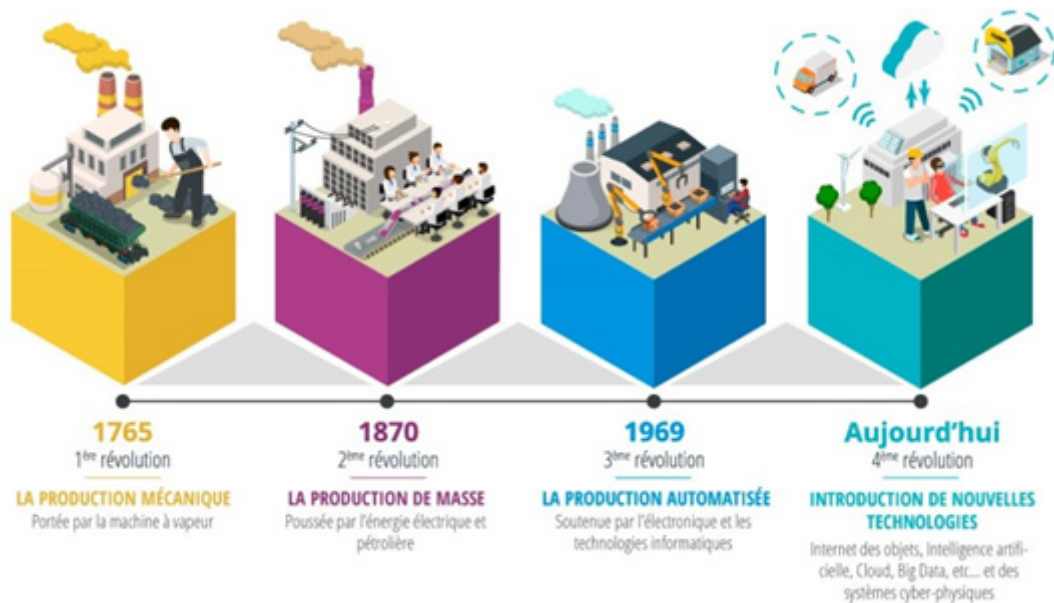 1765
1ère révolution
LA PRODUCTION MÉCANIQUE
Portée par la machine à vapeur
1870
2ème révolution
LA PRODUCTION DE MASSE
Poussée par l'énergie électrique et
pétrolière
1969
3ème révolution
LA PRODUCTION AUTOMATISÉE
Soutenue par l'électronique et les
technologies informatiques
Aujourd'hui
4ème révolution
INTRODUCTION DE NOUVELLES
TECHNOLOGIES
Internet des objets, Intelligence artifi-
cielle, Cloud, Big Data, etc... et des
systèmes cyber-physiques